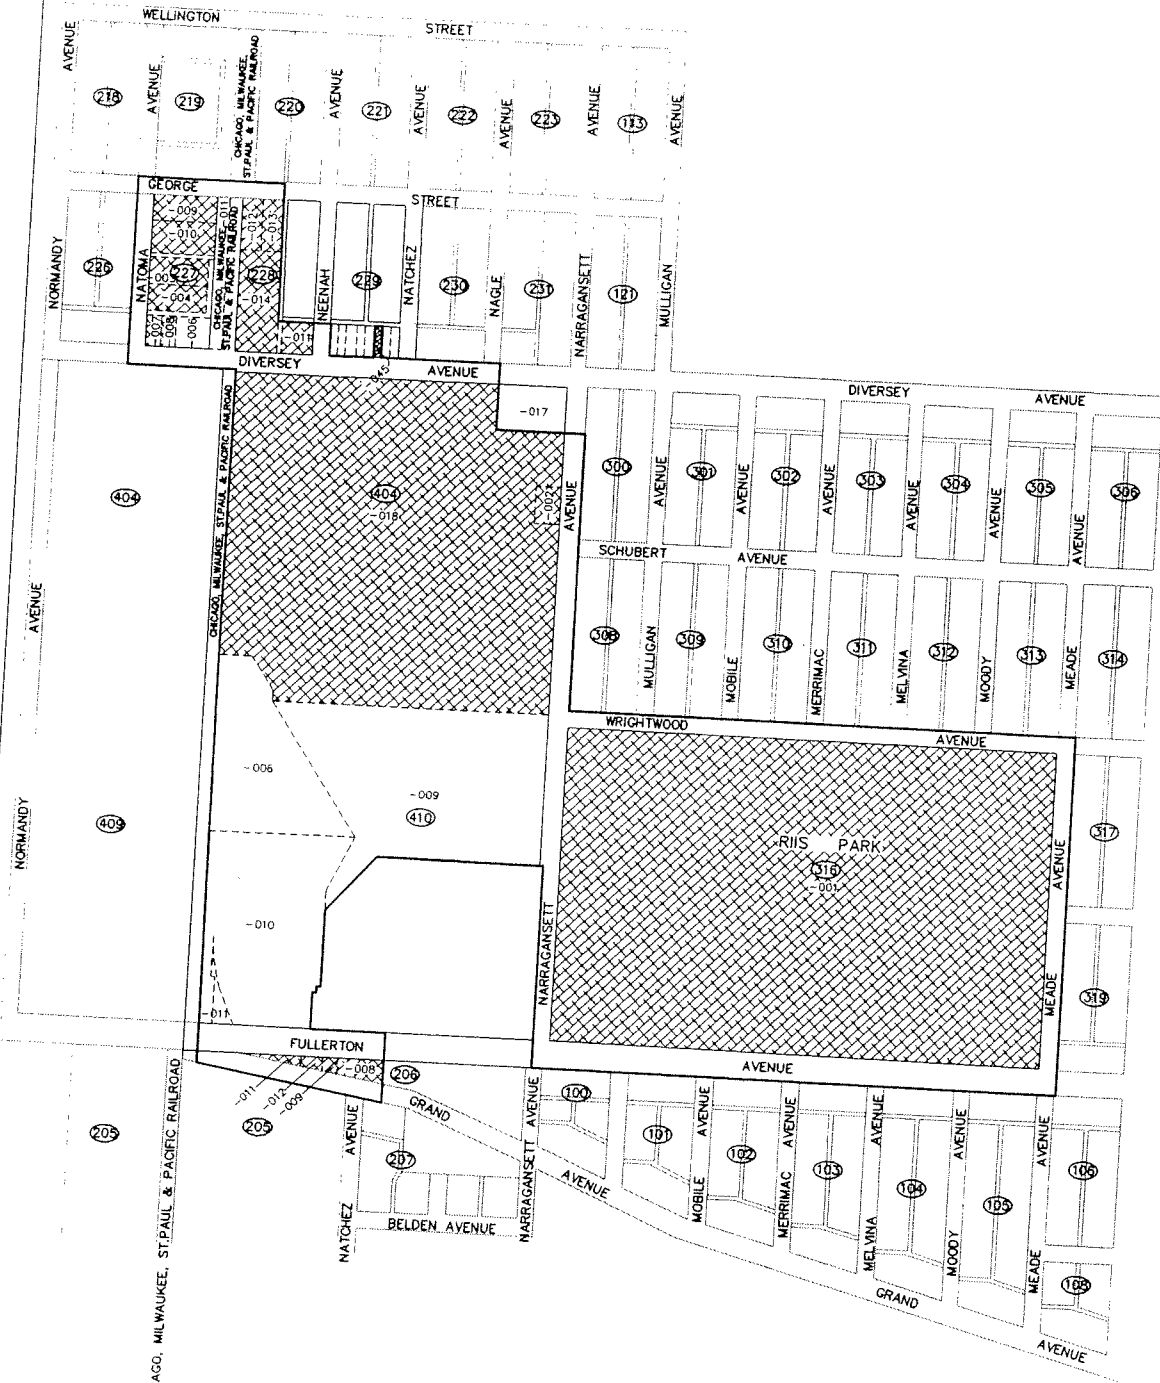 WELLINGTON STREET
AVENUE
AVENUE
CHICAGO, MILWAUKEE,
ST.PAUL & PACIFIC RAILROAD
AVENUE
AVENUE
AVENUE
AVENUE
AVENUE
218
219
220
221
222
223
113
GEORGE STREET
NORMANDY
226
NATOMA
-009
-010
227
-004
-007
-008
-006
-011
CHICAGO, MILWAUKEE,
ST.PAUL & PACIFIC RAILROAD
-012
-013
228
-014
-011
NEENAH
229
NATCHEZ
230
NAGLE
231
NARRAGANSETT
121
MULLIGAN
DIVERSEY AVENUE
-045
-017
DIVERSEY AVENUE
404
CHICAGO, MILWAUKEE, ST.PAUL & PACIFIC RAILROAD
404
-018
-002
AVENUE
300
AVENUE
301
AVENUE
302
AVENUE
303
AVENUE
304
AVENUE
305
AVENUE
306
SCHUBERT AVENUE
AVENUE
308
MULLIGAN
309
MOBILE
310
MERRIMAC
311
MELVINA
312
MOODY
313
MEADE
314
WRIGHTWOOD AVENUE
-006
-009
410
NORMANDY
409
RIIS PARK
316
-001
AVENUE
317
-010
NARRAGANSETT
MEADE
319
-011
FULLERTON AVENUE
-008
206
-011
-012
-009
205
205
AGO, MILWAUKEE, ST.PAUL & PACIFIC RAILROAD
NATCHEZ AVENUE
207
BELDEN AVENUE
NARRAGANSETT AVENUE
GRAND AVENUE
100
101
MOBILE AVENUE
102
MERRIMAC AVENUE
103
MELVINA AVENUE
104
MOODY AVENUE
105
MEADE AVENUE
106
108
GRAND AVENUE